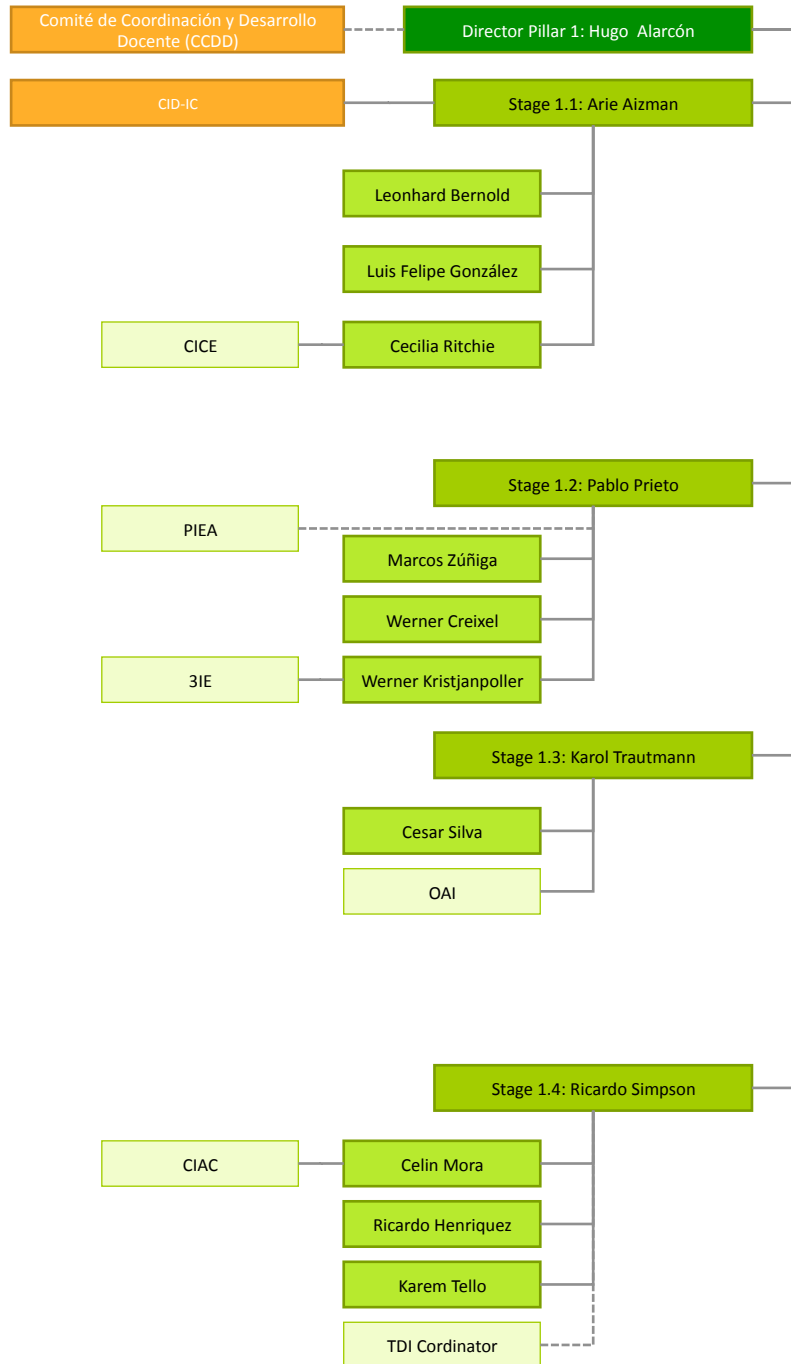 Comité de Coordinación y Desarrollo
Docente (CCDD)
Director Pillar 1: Hugo  Alarcón
CID-IC
Stage 1.1: Arie Aizman
Leonhard Bernold
Luis Felipe González
CICE
Cecilia Ritchie
Stage 1.2: Pablo Prieto
PIEA
Marcos Zúñiga
Werner Creixel
3IE
Werner Kristjanpoller
Stage 1.3: Karol Trautmann
Cesar Silva
OAI
Stage 1.4: Ricardo Simpson
CIAC
Celin Mora
Ricardo Henriquez
Karem Tello
TDI Cordinator